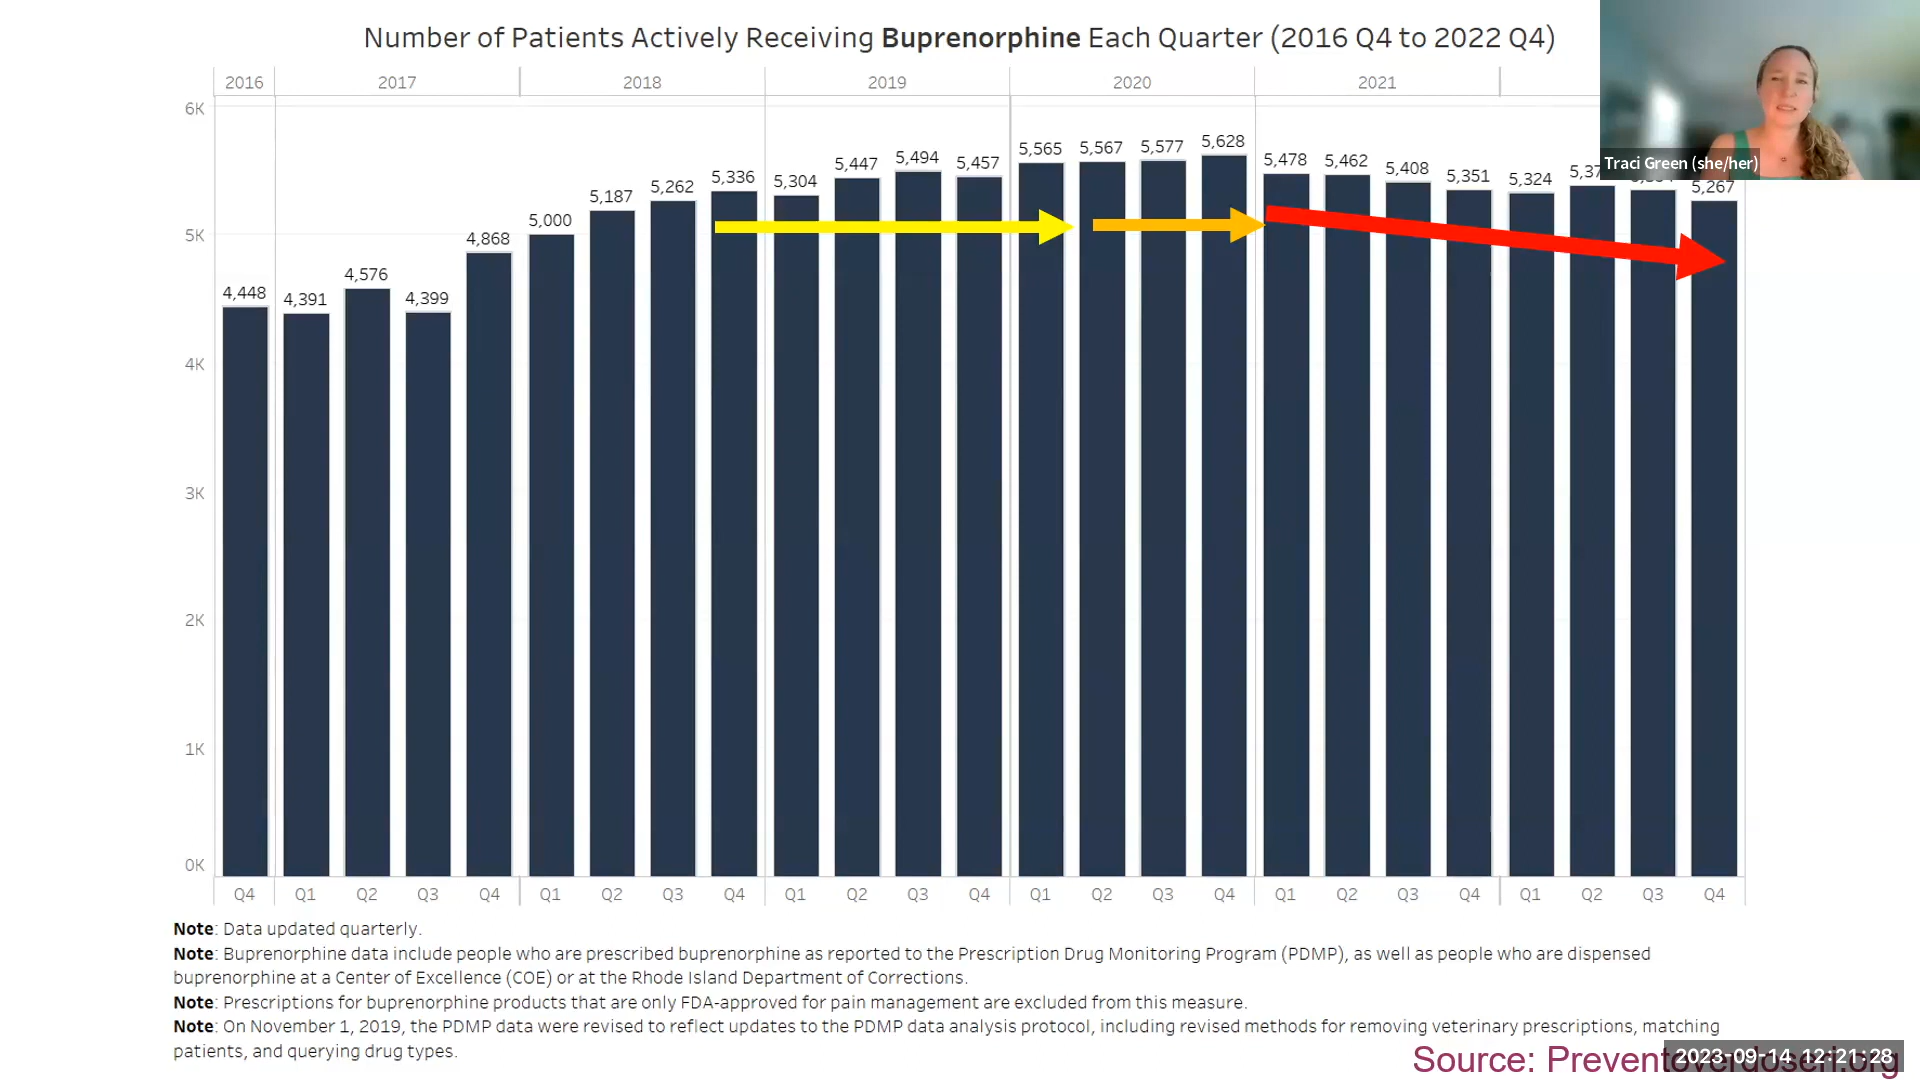 Number of Patients Actively Receiving Buprenorphine Each Quarter (2016 Q4 to 2022 Q4)
2016 2017 2018 2019 2020 2021
Traci Green (she/her)
6K
5K
4K
3K
2K
1K
0K
4,448 4,391 4,576 4,399 4,868 5,000 5,187 5,262 5,336 5,304 5,447 5,494 5,457 5,565 5,567 5,577 5,628 5,478 5,462 5,408 5,351 5,324 5,267
Q4 Q1 Q2 Q3 Q4 Q1 Q2 Q3 Q4 Q1 Q2 Q3 Q4 Q1 Q2 Q3 Q4 Q1 Q2 Q3 Q4 Q1 Q2 Q3 Q4
Note: Data updated quarterly.
Note: Buprenorphine data include people who are prescribed buprenorphine as reported to the Prescription Drug Monitoring Program (PDMP), as well as people who are dispensed
buprenorphine at a Center of Excellence (COE) or at the Rhode Island Department of Corrections.
Note: Prescriptions for buprenorphine products that are only FDA-approved for pain management are excluded from this measure.
Note: On November 1, 2019, the PDMP data were revised to reflect updates to the PDMP data analysis protocol, including revised methods for removing veterinary prescriptions, matching
patients, and querying drug types.
Source:
2023-09-14 12:21:28